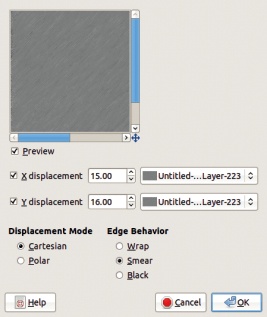 Preview
X displacement 15.00 Untitled-...Layer-223
Y displacement 16.00 Untitled-...Layer-223
Displacement Mode Edge Behavior
Cartesian Wrap
Polar Smear
Black
Help Cancel OK